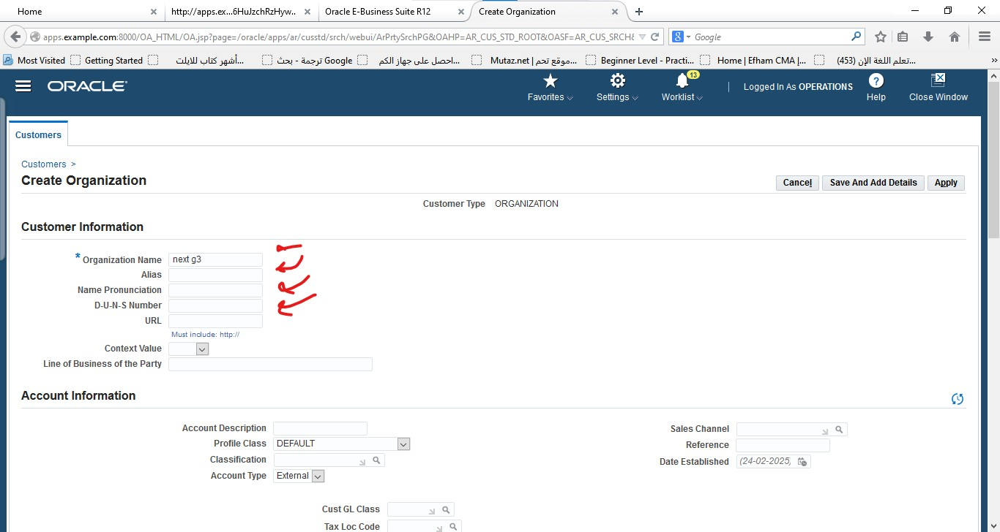 Home
http://apps.ex...6HuJzchRzHyw..
Oracle E-Business Suite R12
Create Organization
apps.example.com:8000/OA_HTML/OA.jsp?page=/oracle/apps/ar/cusstd/srch/webui/ArPrtySrchPG&OAHP=AR_CUS_STD_ROOT&OASF=AR_CUS_SRCH&
Google
Most Visited
Getting Started
أشهر كتاب للايلت...
ترجمة - بحث Google
احصل على جهاز الكم...
Mutaz.net | موقع تحم...
Beginner Level - Practi...
Home | Efham CMA |...
(453) تعلم اللغة الإن...
ORACLE
Favorites
Settings
13
Worklist
Logged In As OPERATIONS
Help
Close Window
Customers
Customers >
Create Organization
Cancel
Save And Add Details
Apply
Customer Type ORGANIZATION
Customer Information
* Organization Name next g3
Alias
Name Pronunciation
D-U-N-S Number
URL
Must include: http://
Context Value
Line of Business of the Party
Account Information
Account Description
Profile Class DEFAULT
Classification
Account Type External
Sales Channel
Reference
Date Established (24-02-2025)
Cust GL Class
Tax Loc Code